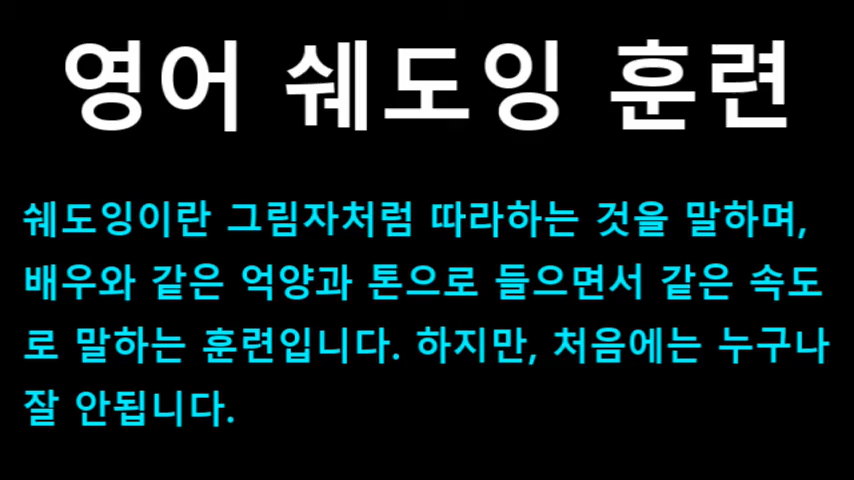 영어 쉐도잉 훈련
쉐도잉이란 그림자처럼 따라하는 것을 말하며,
배우와 같은 억양과 톤으로 들으면서 같은 속도
로 말하는 훈련입니다. 하지만, 처음에는 누구나
잘 안됩니다.